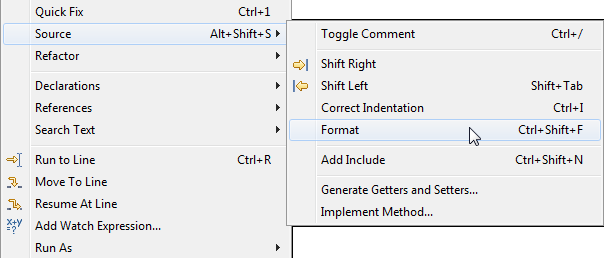 Quick Fix Ctrl+1
Source Alt+Shift+S
Refactor
Declarations
References
Search Text
Run to Line Ctrl+R
Move To Line
Resume At Line
x+y
=?
Add Watch Expression...
Run As
Toggle Comment Ctrl+/
Shift Right
Shift Left Shift+Tab
Correct Indentation Ctrl+I
Format Ctrl+Shift+F
Add Include Ctrl+Shift+N
Generate Getters and Setters...
Implement Method...